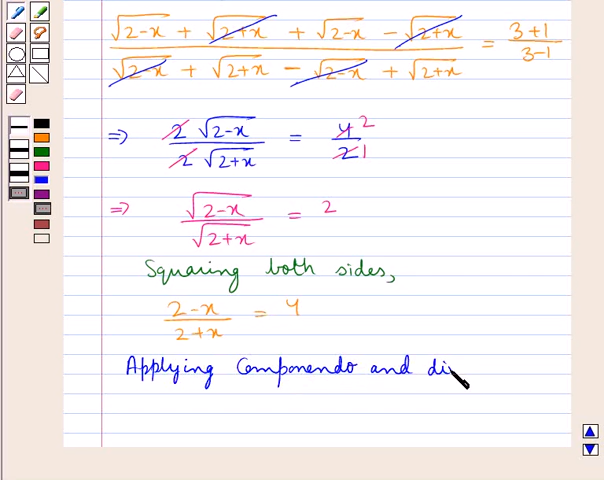 √2-x + √2+x + √2-x - √2+x / √2-x + √2+x - √2-x + √2+x = 3+1 / 3-1
⇒ 2 √2-x / 2 √2+x = 4 2 / 2 1
⇒ √2-x / √2+x = 2
Squaring both sides,
2-x / 2+x = 4
Applying Componendo and di